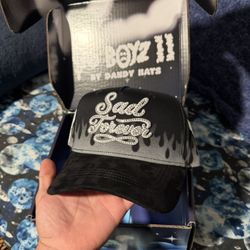 BOYZ II
BY DANDY HATS
Sad
Forever